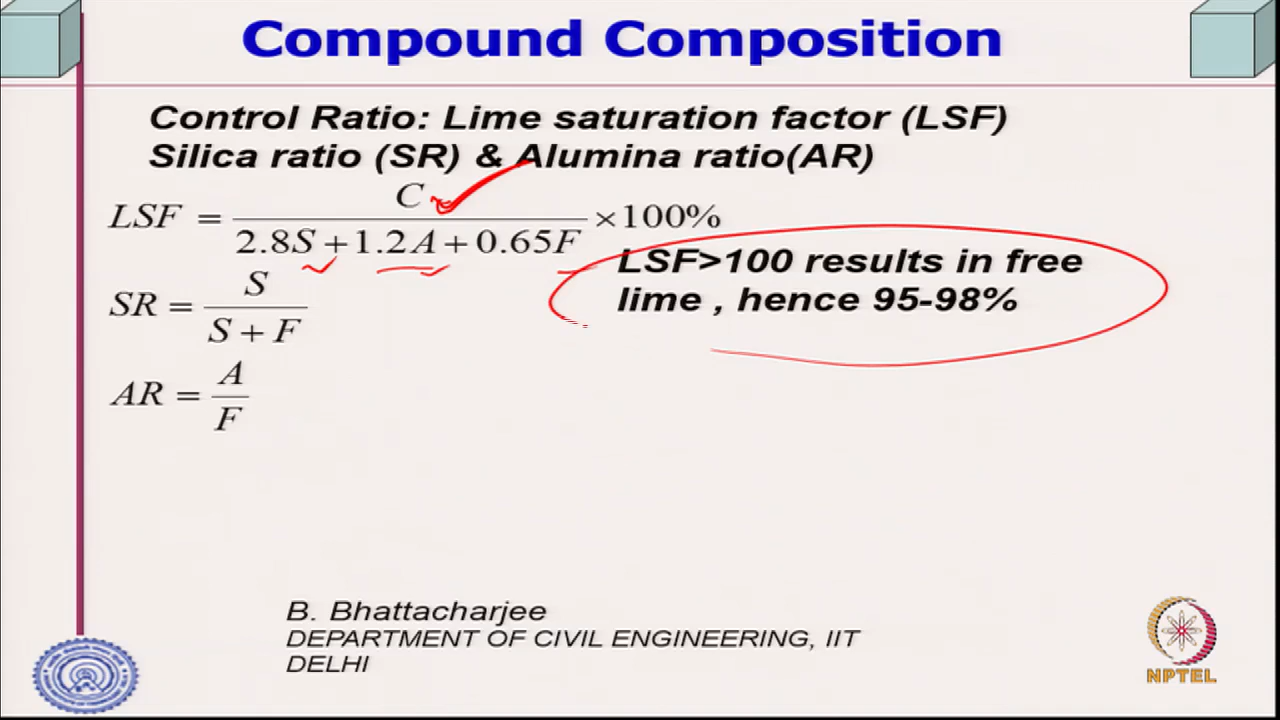 Compound Composition
Control Ratio: Lime saturation factor (LSF)
Silica ratio (SR) & Alumina ratio(AR)
LSF = C / (2.8S + 1.2A + 0.65F) ×100%
LSF>100 results in free
lime , hence 95-98%
SR = S / (S + F)
AR = A / F
B. Bhattacharjee
DEPARTMENT OF CIVIL ENGINEERING, IIT
DELHI
NPTEL